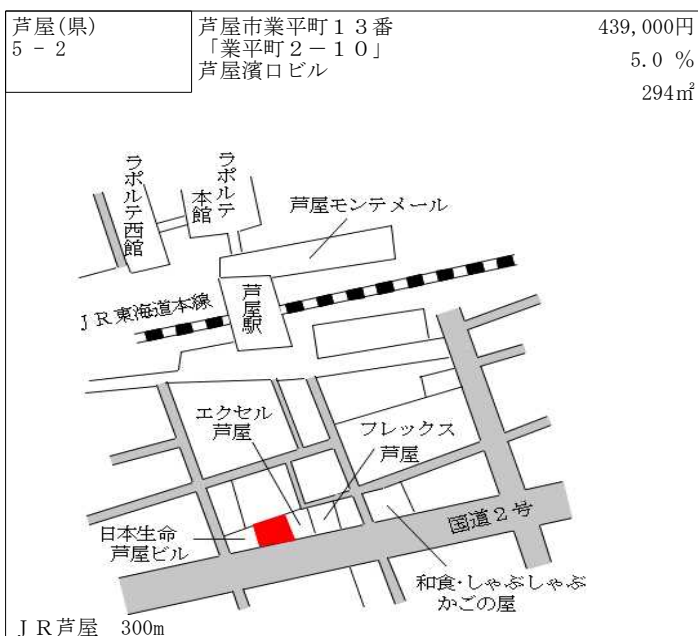 芦屋(県)
5 - 2
芦屋市業平町１３番
「業平町２－１０」
芦屋濱口ビル
439,000円
5.0 %
294㎡
ラポルテ西館
ラポルテ
本館
芦屋モンテメール
ＪＲ東海道本線
芦屋駅
エクセル
芦屋
フレックス
芦屋
日本生命
芦屋ビル
国道２号
和食･しゃぶしゃぶ
かごの屋
ＪＲ芦屋　300m